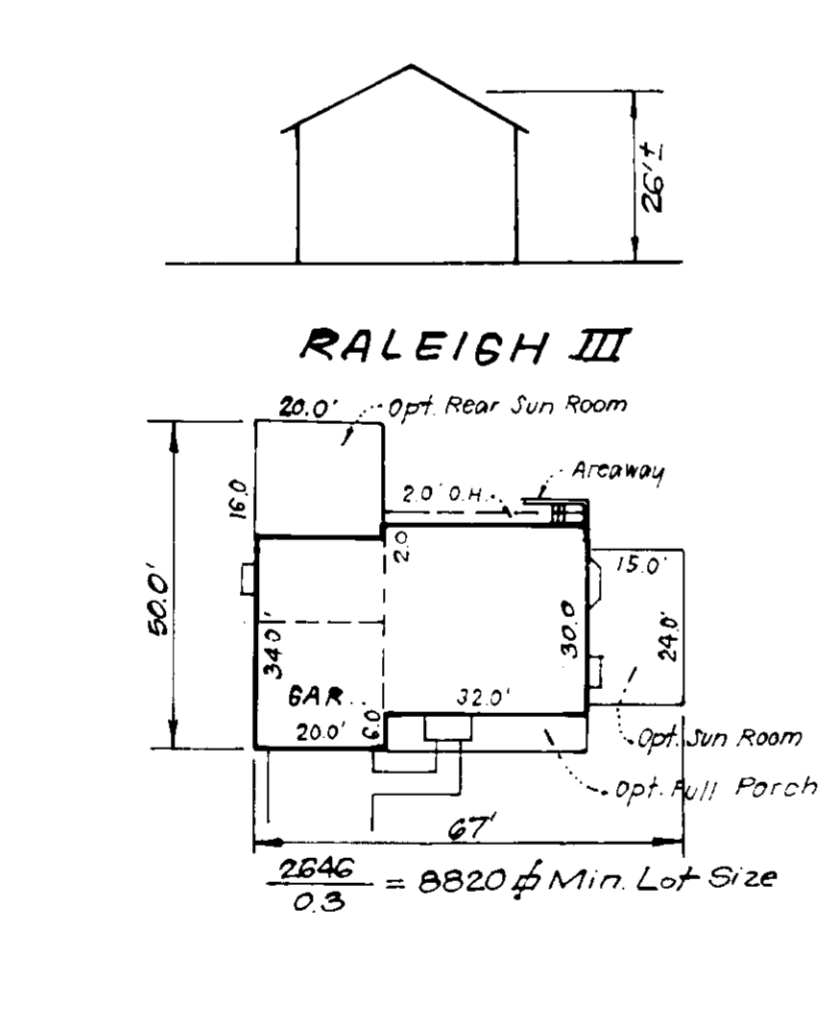 26'±
RALEIGH III
20.0'
Opt. Rear Sun Room
Areaway
2.0' O.H.
16.0
2.0
15.0'
50.0'
34.0'
30.0
24.0'
GAR.
32.0'
20.0'
6.0'
Opt. Sun Room
Opt. Full Porch
67'
2646
0.3
= 8820 ⏍ Min. Lot Size